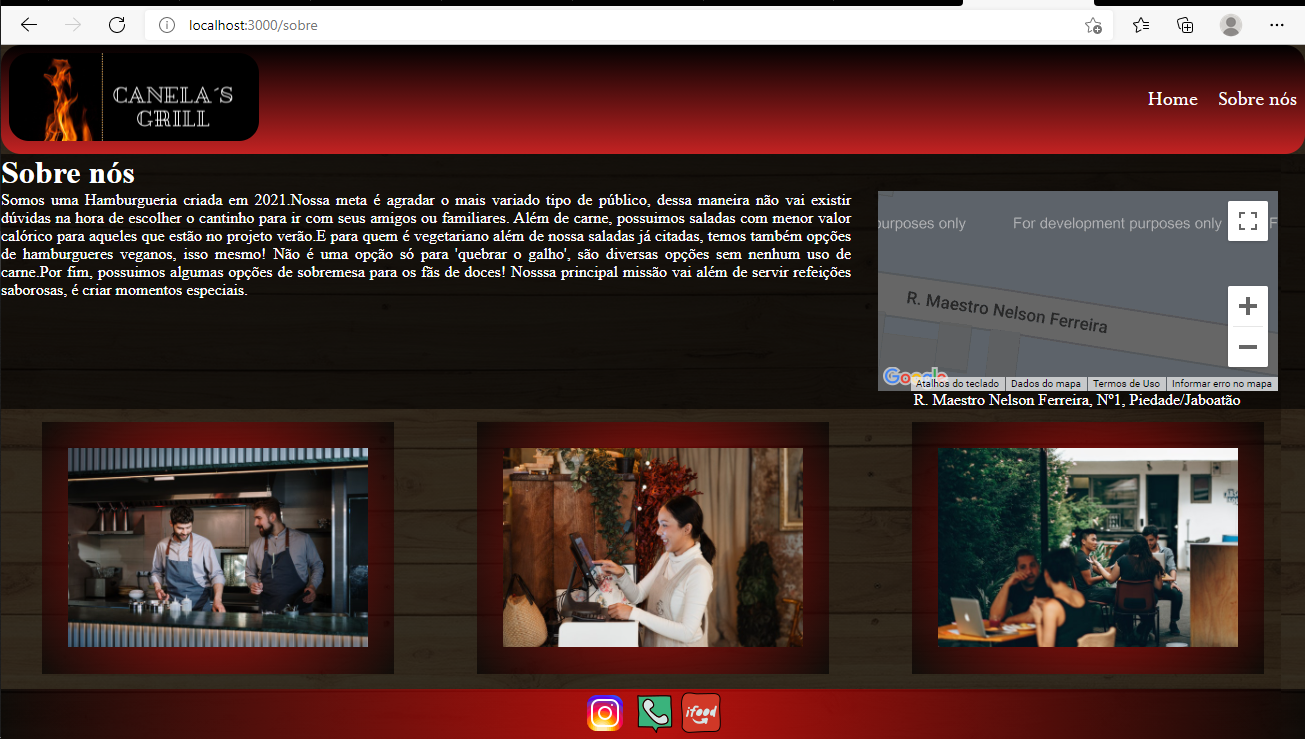 localhost:3000/sobre
CANELA´S
GRILL
Home Sobre nós
Sobre nós
Somos uma Hamburgueria criada em 2021.Nossa meta é agradar o mais variado tipo de público, dessa maneira não vai existir
dúvidas na hora de escolher o cantinho para ir com seus amigos ou familiares. Além de carne, possuimos saladas com menor valor
calórico para aqueles que estão no projeto verão.E para quem é vegetariano além de nossa saladas já citadas, temos também opções
de hamburgueres veganos, isso mesmo! Não é uma opção só para 'quebrar o galho', são diversas opções sem nenhum uso de
carne.Por fim, possuimos algumas opções de sobremesa para os fãs de doces! Nosssa principal missão vai além de servir refeições
saborosas, é criar momentos especiais.
purposes only For development purposes only F
R. Maestro Nelson Ferreira
Google
Atalhos do teclado Dados do mapa Termos de Uso Informar erro no mapa
R. Maestro Nelson Ferreira, Nº1, Piedade/Jaboatão
iFood